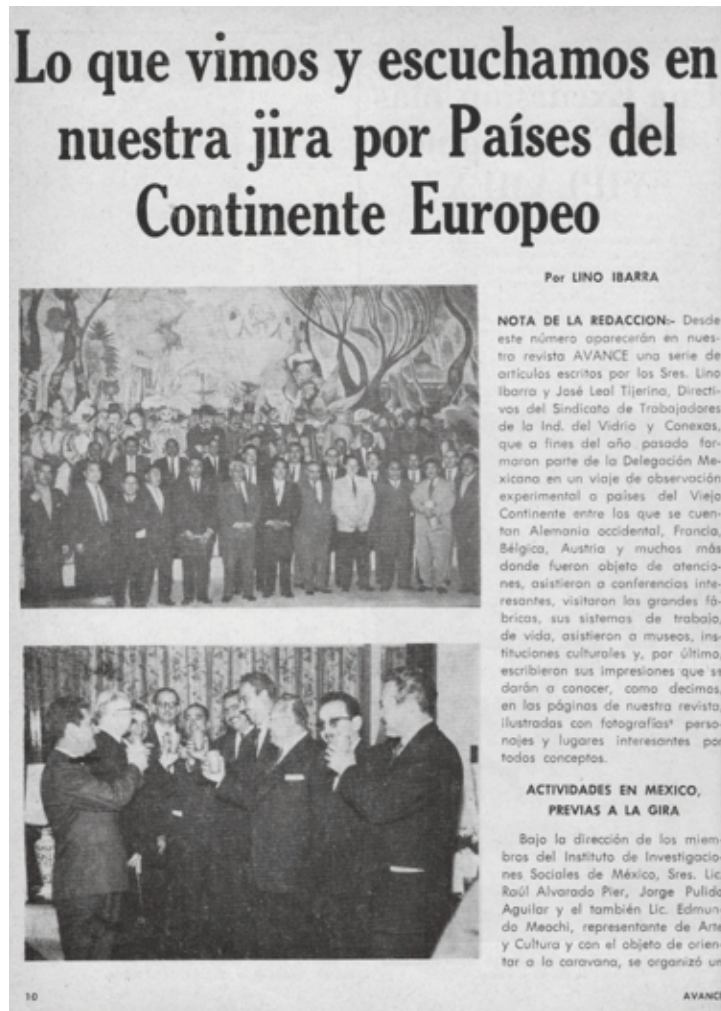 Lo que vimos y escuchamos en
nuestra jira por Países del
Continente Europeo
Por LINO IBARRA
NOTA DE LA REDACCION:- Desde
este número aparecerán en nues-
tra revista AVANCE una serie de
artículos escritos por los Sres. Lino
Ibarra y José Leal Tijerina, Directi-
vos del Sindicato de Trabajadores
de la Ind. del Vidrio y Conexas,
que a fines del año pasado for-
maron parte de la Delegación Me-
xicana en un viaje de observación
experimental a países del Viejo
Continente entre los que se cuen-
tan Alemania occidental, Francia,
Bélgica, Austria y muchos más
donde fueron objeto de atencio-
nes, asistieron a conferencias inte-
resantes, visitaron las grandes fá-
bricas, sus sistemas de trabajo,
de vida, asistieron a museos, ins-
tituciones culturales y, por último,
escribieron sus impresiones que se
darán a conocer, como decimos,
en las páginas de nuestra revista,
ilustradas con fotografías perso-
najes y lugares interesantes por
todos conceptos.
ACTIVIDADES EN MEXICO,
PREVIAS A LA GIRA
Bajo la dirección de los miem-
bros del Instituto de Investigacio-
nes Sociales de México, Sres. Lic.
Raúl Alvarado Pier, Jorge Pulido
Aguilar y el también Lic. Edmun-
do Meochi, representante de Arte
y Cultura y con el objeto de orien-
tar a la caravana, se organizó un
10
AVANCE